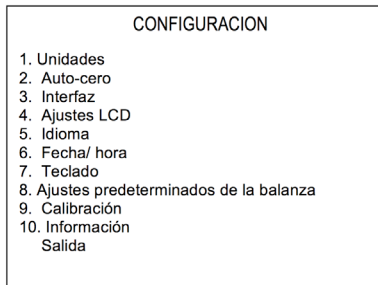 CONFIGURACION
1. Unidades
2. Auto-cero
3. Interfaz
4. Ajustes LCD
5. Idioma
6. Fecha/ hora
7. Teclado
8. Ajustes predeterminados de la balanza
9. Calibración
10. Información
Salida